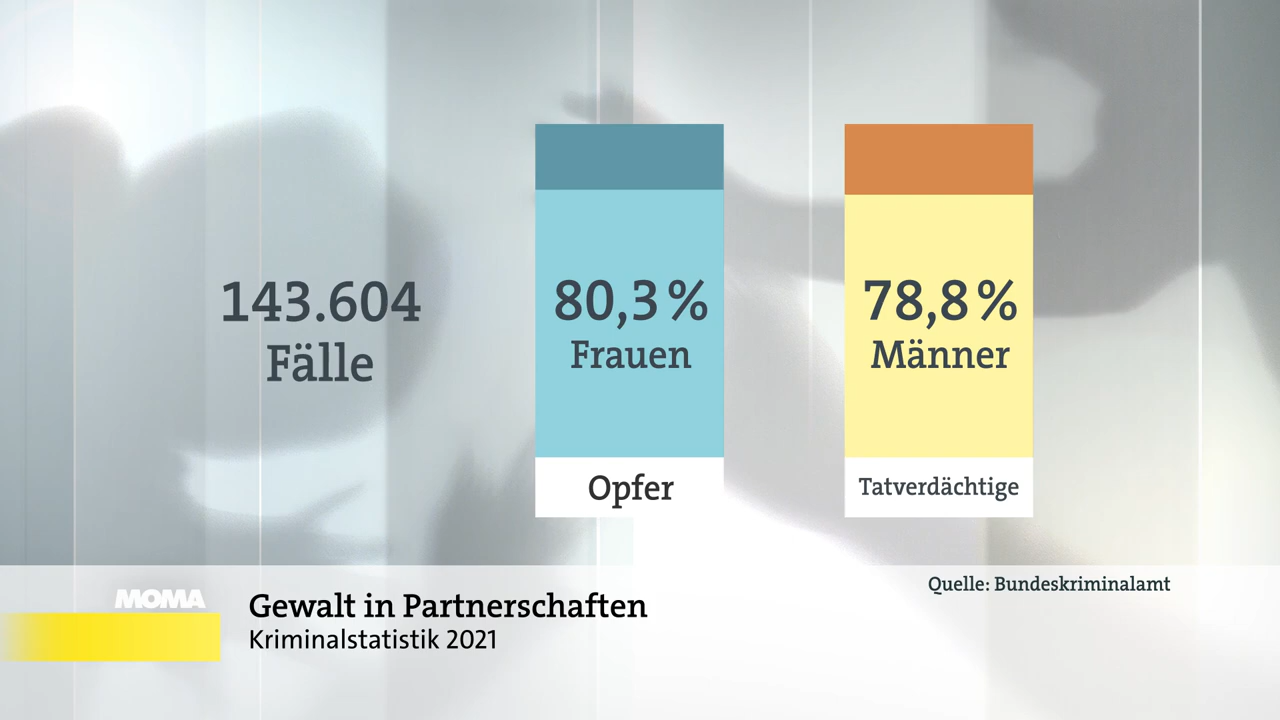 143.604
Fälle
80,3 %
Frauen
Opfer
78,8 %
Männer
Tatverdächtige
Quelle: Bundeskriminalamt
MOMA
Gewalt in Partnerschaften
Kriminalstatistik 2021